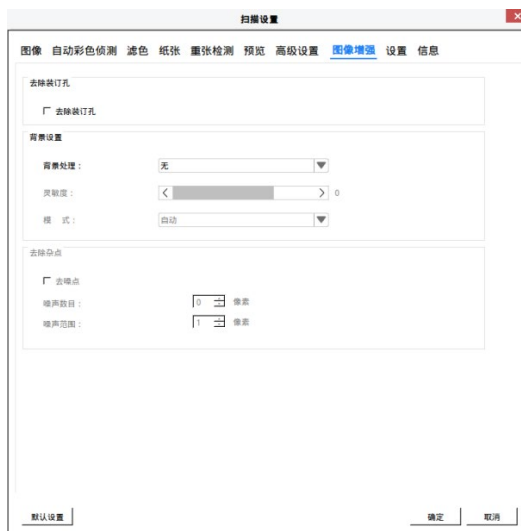 扫描设置
图像 自动彩色侦测 滤色 纸张 重张检测 预览 高级设置 图像增强 设置 信息
去除装订孔
去除装订孔
背景设置
背景处理： 无
灵敏度： 0
模 式： 自动
去除杂点
去噪点
噪声数目： 0 像素
噪声范围： 1 像素
默认设置 确定 取消